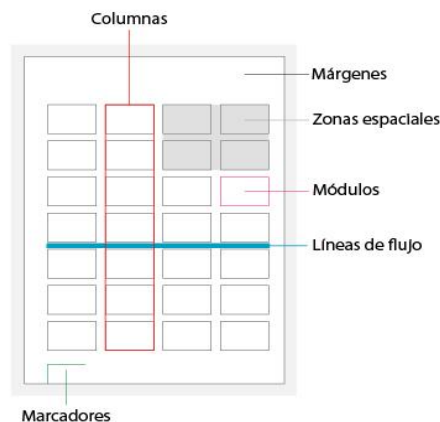 Columnas
Márgenes
Zonas espaciales
Módulos
Líneas de flujo
Marcadores